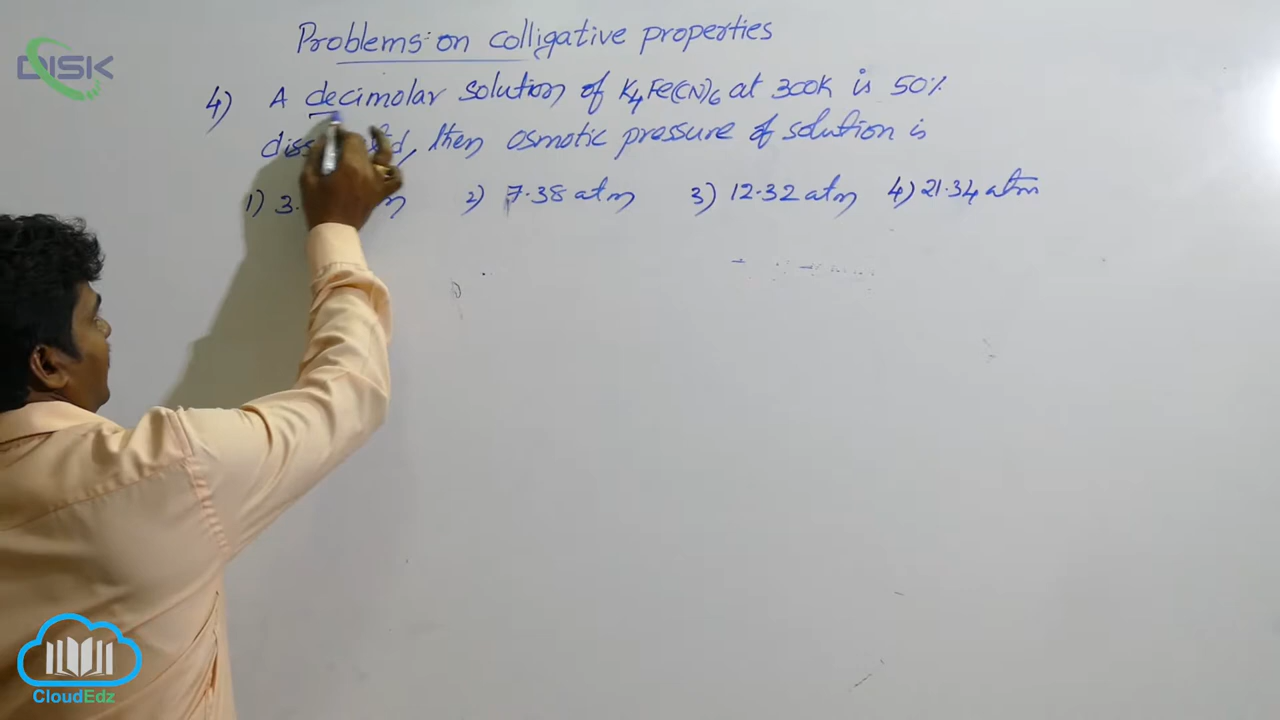 DISK
Problems on colligative properties
4) A decimolar solution of K4Fe(CN)6 at 300K is 50%
then osmotic pressure of solution is
1) 3. 2) 7.38 atm 3) 12.32 atm 4) 21.34 atm
CloudEdz